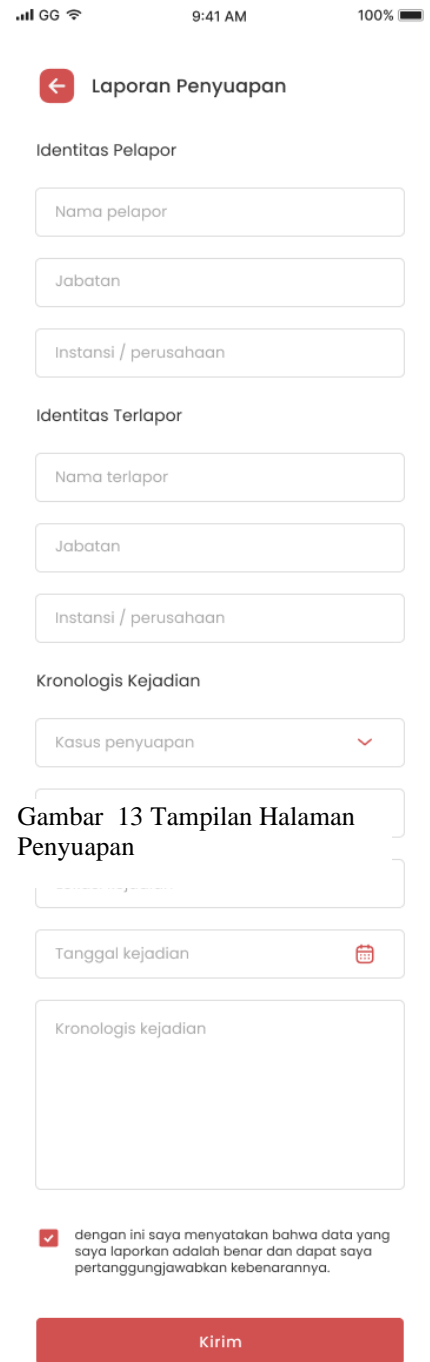 GG 9:41 AM 100%
Laporan Penyuapan
Identitas Pelapor
Nama pelapor
Jabatan
Instansi / perusahaan
Identitas Terlapor
Nama terlapor
Jabatan
Instansi / perusahaan
Kronologis Kejadian
Kasus penyuapan
Gambar 13 Tampilan Halaman
Penyuapan
Tanggal kejadian
Kronologis kejadian
dengan ini saya menyatakan bahwa data yang
saya laporkan adalah benar dan dapat saya
pertanggungjawabkan kebenarannya.
Kirim